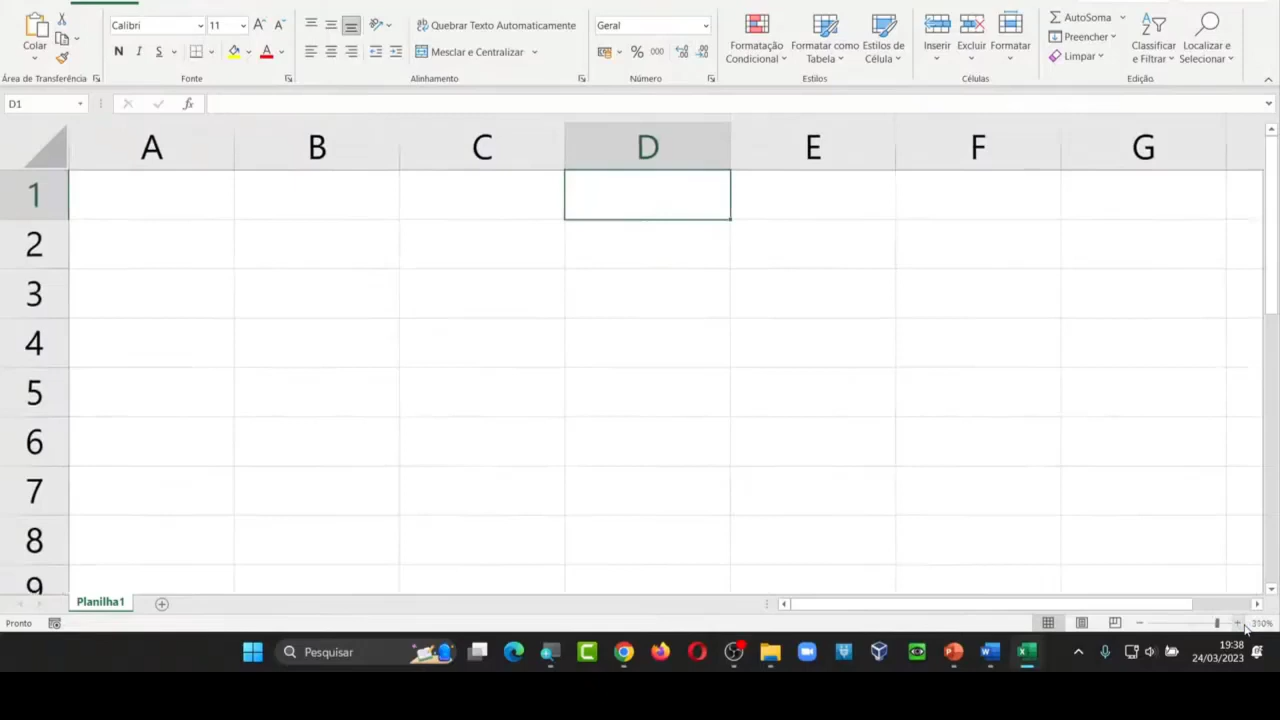 Colar
Calibri
11
N I S
Quebrar Texto Automaticamente
Mesclar e Centralizar
Geral
% 000
Formatação
Condicional
Formatar como
Tabela
Estilos de
Célula
Inserir
Excluir
Formatar
AutoSoma
Preencher
Limpar
Classificar
e Filtrar
Localizar e
Selecionar
Área de Transferência
Fonte
Alinhamento
Número
Estilos
Células
Edição
D1
fx
A B C D E F G
1
2
3
4
5
6
7
8
9
Planilha1
Pronto
310%
Pesquisar
19:38
24/03/2023